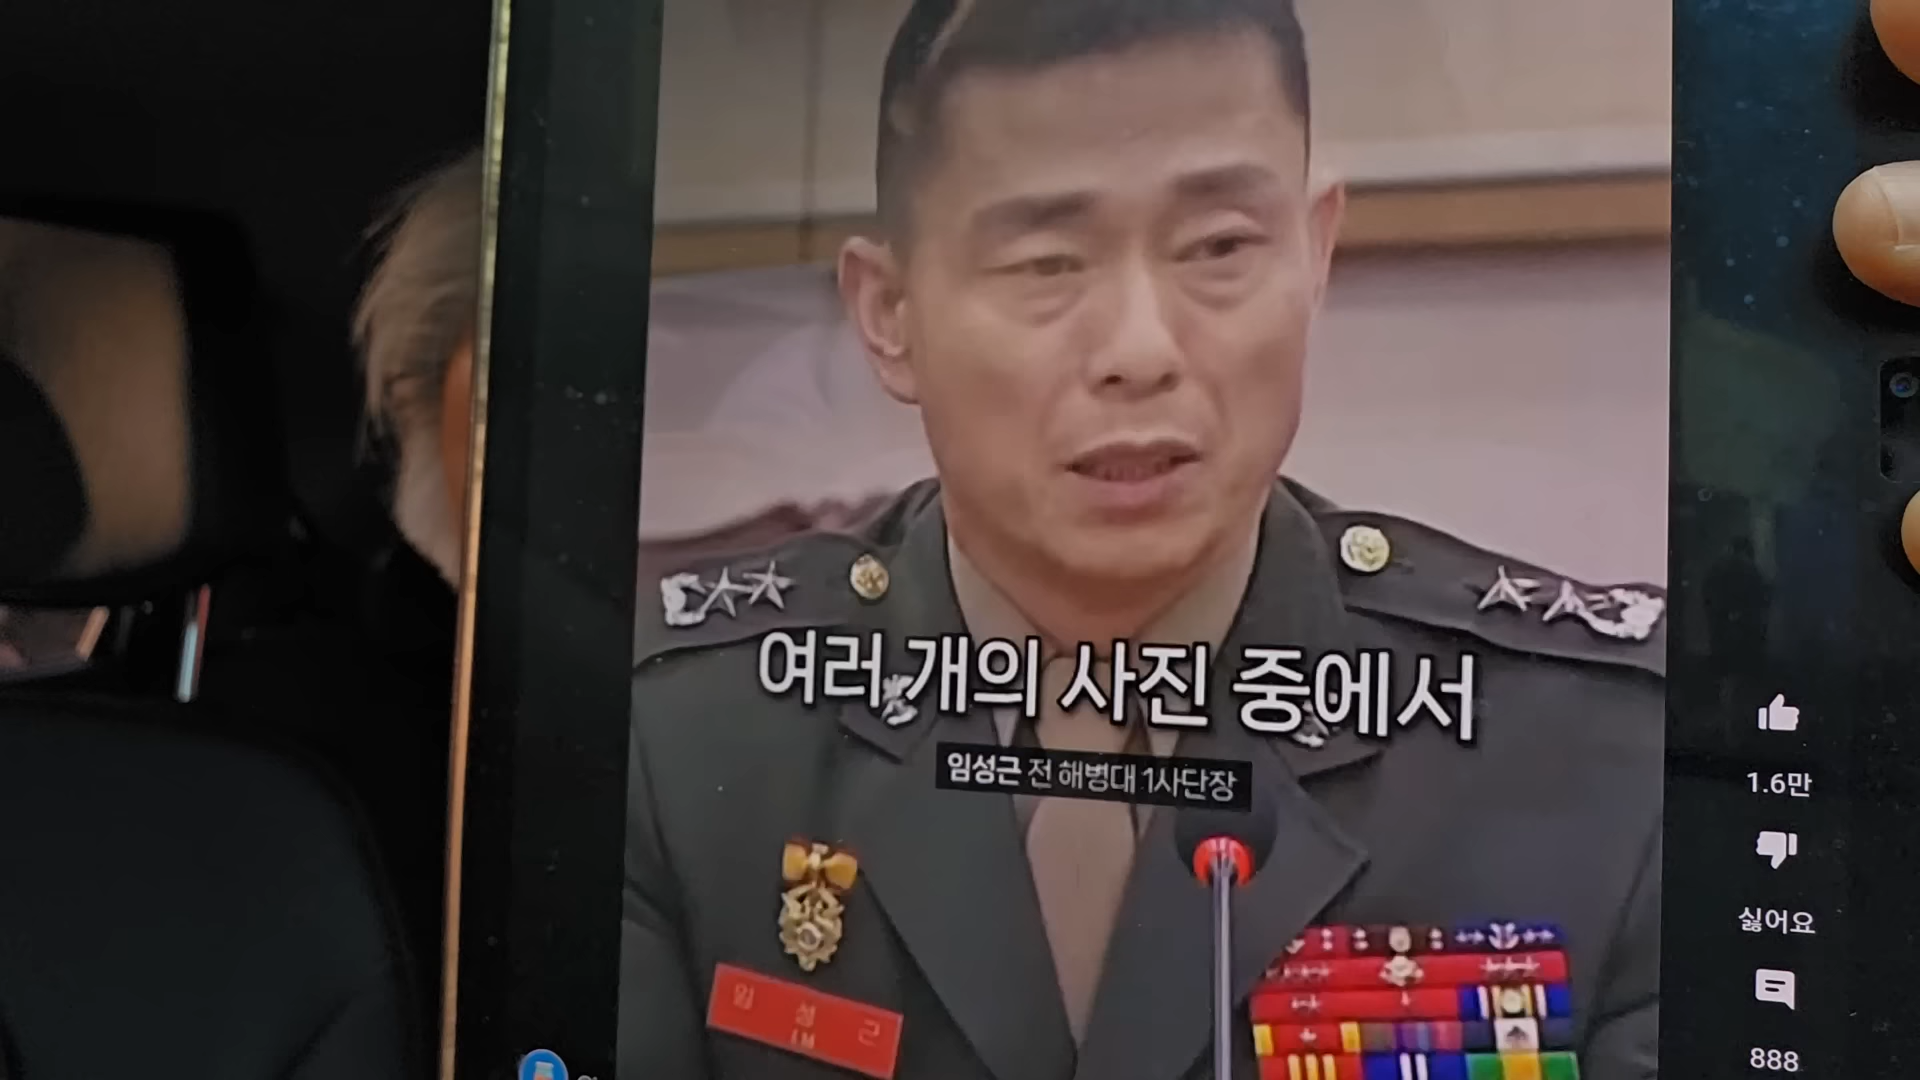 여러 개의 사진 중에서
임성근 전 해병대 1사단장
임 성 근
1.6만
싫어요
888